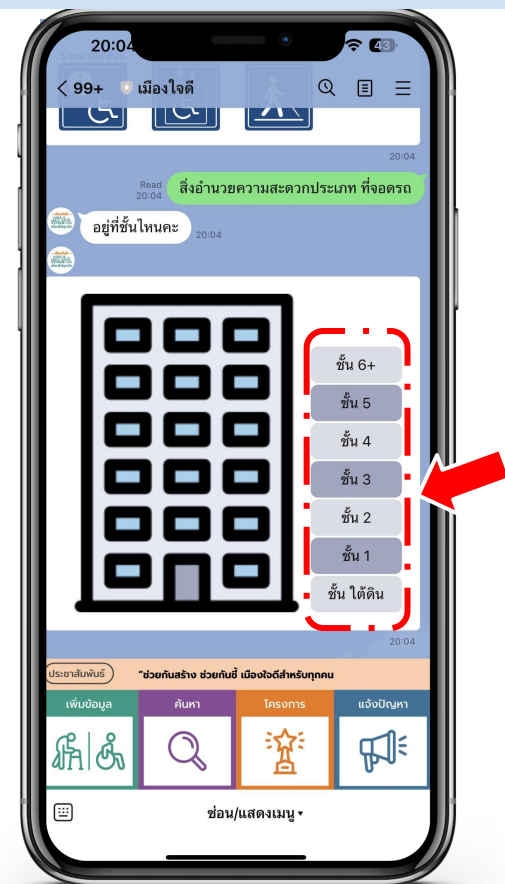 20:04
43
99+ เมืองใจดี
20:04
Read
20:04
สิ่งอำนวยความสะดวกประเภท ที่จอดรถ
อยู่ที่ชั้นไหนคะ
20:04
ชั้น 6+
ชั้น 5
ชั้น 4
ชั้น 3
ชั้น 2
ชั้น 1
ชั้น ใต้ดิน
20:04
ประชาสัมพันธ์
"ช่วยกันสร้าง ช่วยกันชี้ เมืองใจดีสำหรับทุกคน
เพิ่มข้อมูล
ค้นหา
โครงการ
แจ้งปัญหา
ซ่อน/แสดงเมนู